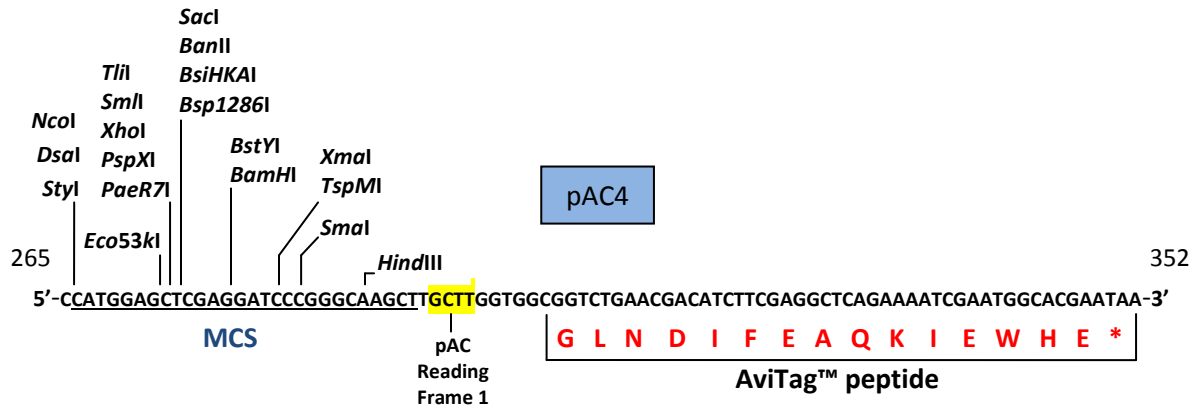 SacI
BanII
BsiHKAI
Bsp1286I
TliI
SmlI
XhoI
PspXI
PaeR7I
NcoI
DsaI
StyI
BstYI
BamHI
XmaI
TspMI
pAC4
Eco53kI
SmaI
HindIII
265
352
5’-CCATGGAGCTCGAGGATCCCGGGCAAGCTTGCTTGGTGGCGGTCTGAACGACATCTTCGAGGCTCAGAAAATCGAATGGCACGAATAA-3’
MCS
G L N D I F E A Q K I E W H E *
pAC
Reading
Frame 1
AviTag™ peptide